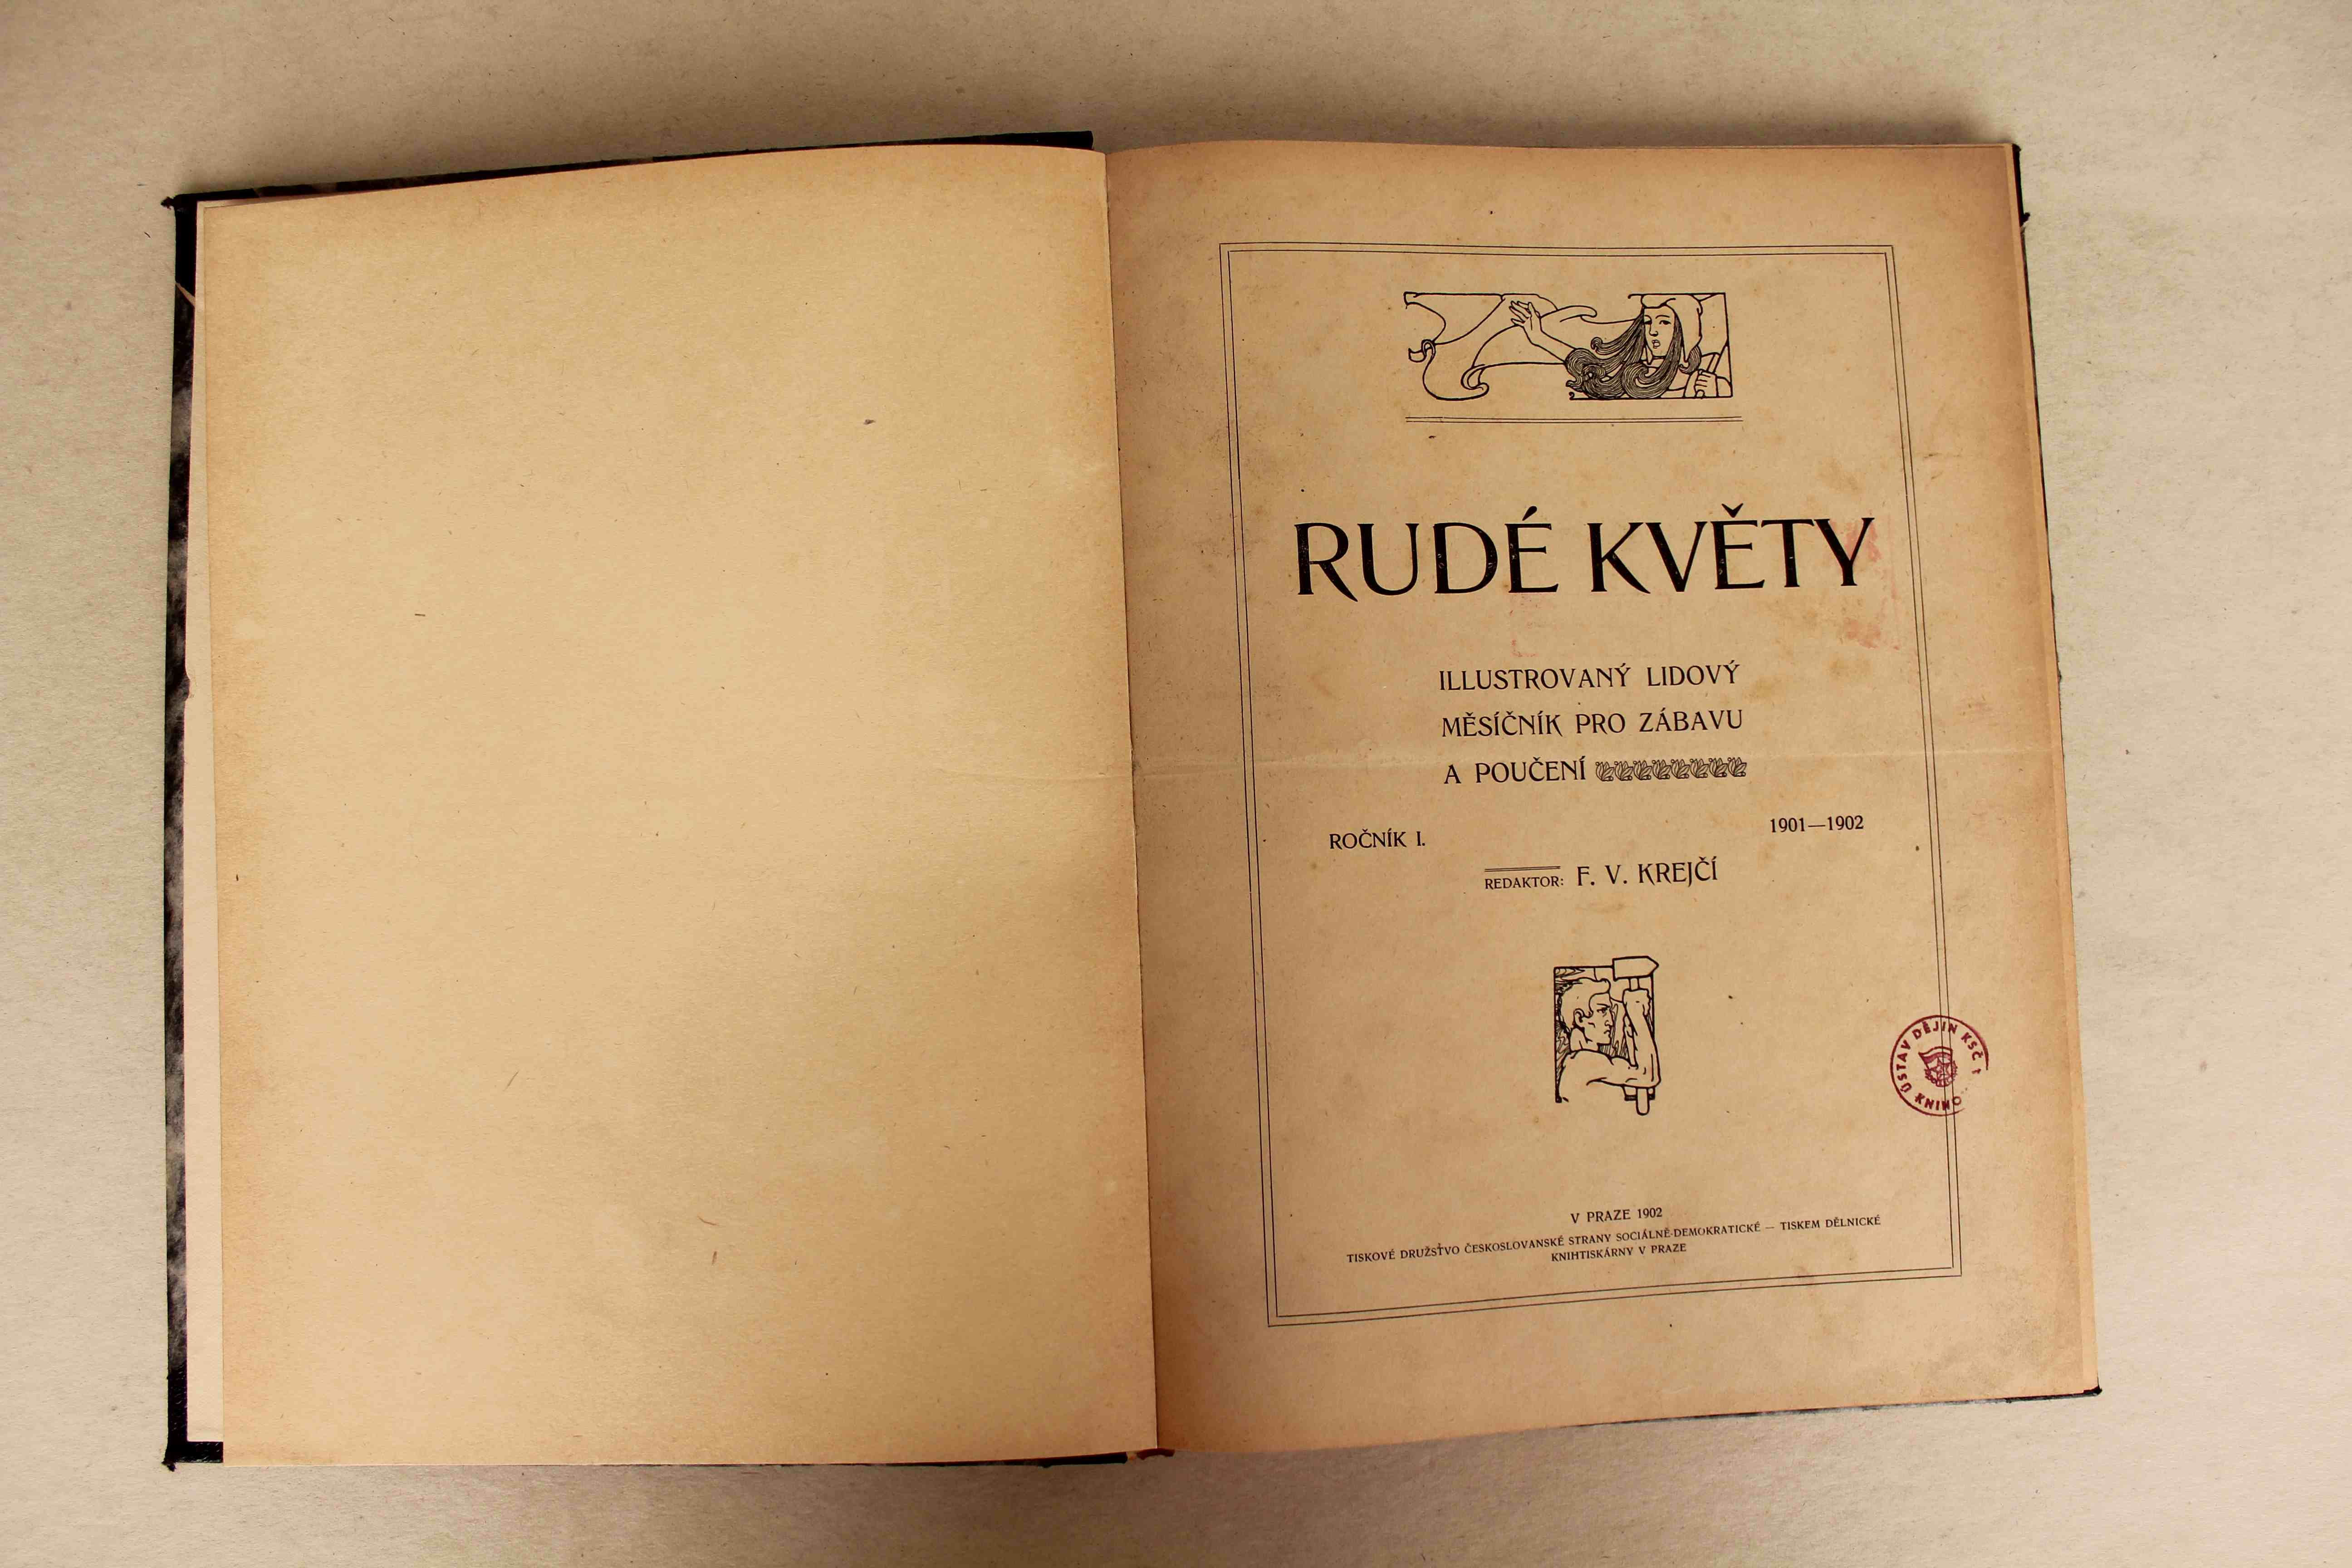 RUDÉ KVĚTY
ILLUSTROVANÝ LIDOVÝ
MĚSÍČNÍK PRO ZÁBAVU
A POUČENÍ
ROČNÍK I.
1901—1902
REDAKTOR: F. V. KREJČÍ
ÚSTAV DĚJIN KSČ
V PRAZE 1902
TISKOVÉ DRUŽSTVO ČESKOSLOVANSKÉ STRANY SOCIÁLNĚ-DEMOKRATICKÉ — TISKEM DĚLNICKÉ
KNIHTISKÁRNY V PRAZE